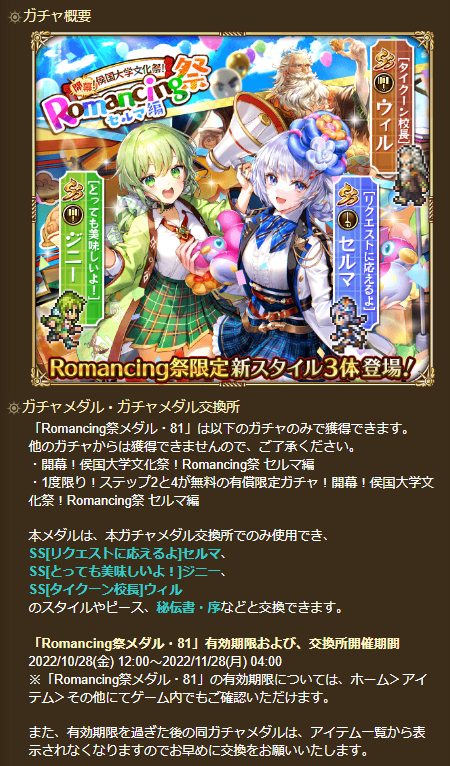 ガチャ概要
開幕!侯国大学文化祭!
Romancing祭
セルマ編
SS
[タイクーン校長]
ウィル
SS
[とっても美味しいよ!]
ジニー
SS
[リクエストに応えるよ]
セルマ
Romancing祭限定新スタイル3体登場!
ガチャメダル・ガチャメダル交換所
「Romancing祭メダル・81」は以下のガチャのみで獲得できます。
他のガチャからは獲得できませんので、ご了承ください。
・開幕！侯国大学文化祭！Romancing祭 セルマ編
・1度限り！ステップ2と4が無料の有償限定ガチャ！開幕！侯国大学文
化祭！Romancing祭 セルマ編
本メダルは、本ガチャメダル交換所でのみ使用でき、
SS[リクエストに応えるよ]セルマ、
SS[とっても美味しいよ！]ジニー、
SS[タイクーン校長]ウィル
のスタイルやピース、秘伝書・序などと交換できます。
「Romancing祭メダル・81」有効期限および、交換所開催期間
2022/10/28(金) 12:00～2022/11/28(月) 04:00
※「Romancing祭メダル・81」の有効期限については、ホーム＞アイ
テム＞その他にてゲーム内でもご確認いただけます。
また、有効期限を過ぎた後の同ガチャメダルは、アイテム一覧から表
示されなくなりますのでお早めに交換をお願いいたします。